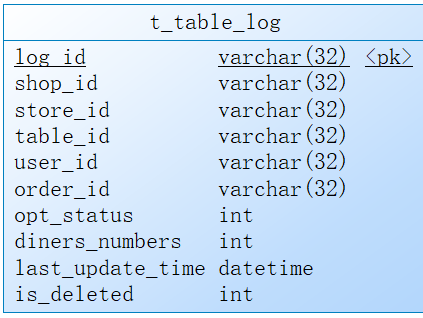 t_table_log
log_id varchar(32) <pk>
shop_id varchar(32)
store_id varchar(32)
table_id varchar(32)
user_id varchar(32)
order_id varchar(32)
opt_status int
diners_numbers int
last_update_time datetime
is_deleted int